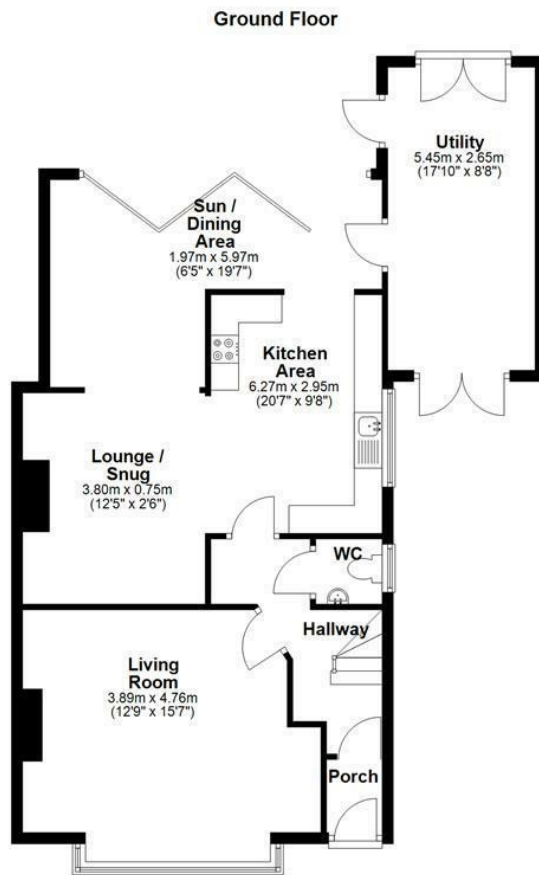 Ground Floor
Utility
5.45m x 2.65m
(17'10" x 8'8")
Sun /
Dining
Area
1.97m x 5.97m
(6'5" x 19'7")
Kitchen
Area
6.27m x 2.95m
(20'7" x 9'8")
Lounge /
Snug
3.80m x 0.75m
(12'5" x 2'6")
WC
Hallway
Living
Room
3.89m x 4.76m
(12'9" x 15'7")
Porch